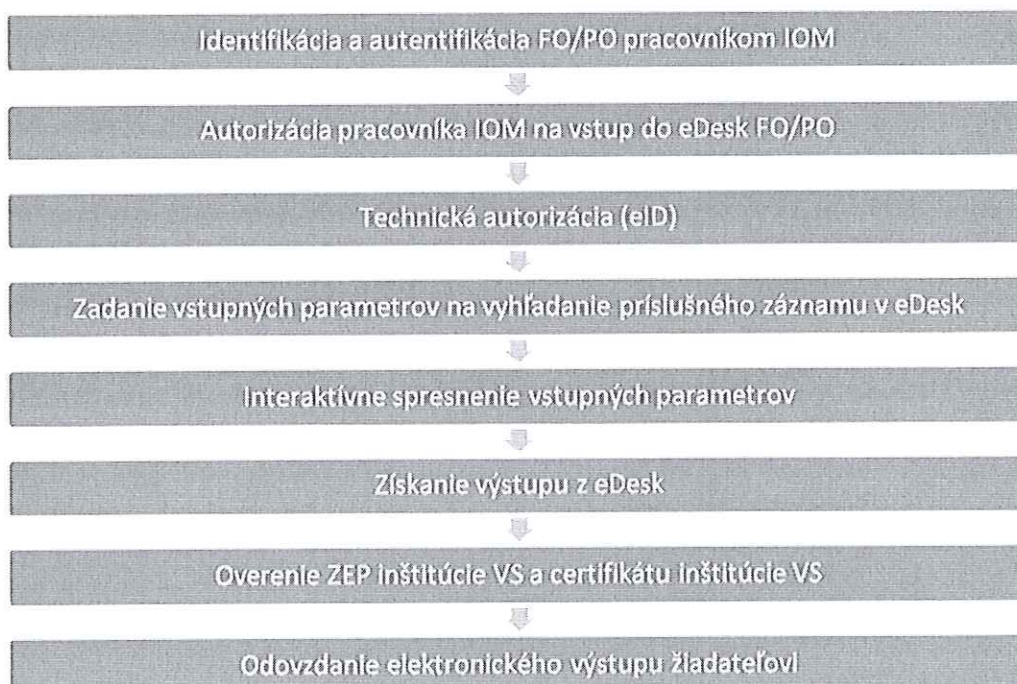 Identifikácia a autentifikácia FO/PO pracovníkom IOM
Autorizácia pracovníka IOM na vstup do eDesk FO/PO
Technická autorizácia (eID)
Zadanie vstupných parametrov na vyhľadanie príslušného záznamu v eDesk
Interaktívne spresnenie vstupných parametrov
Získanie výstupu z eDesk
Overenie ZEP inštitúcie VS a certifikátu inštitúcie VS
Odovzdanie elektronického výstupu žiadateľovi